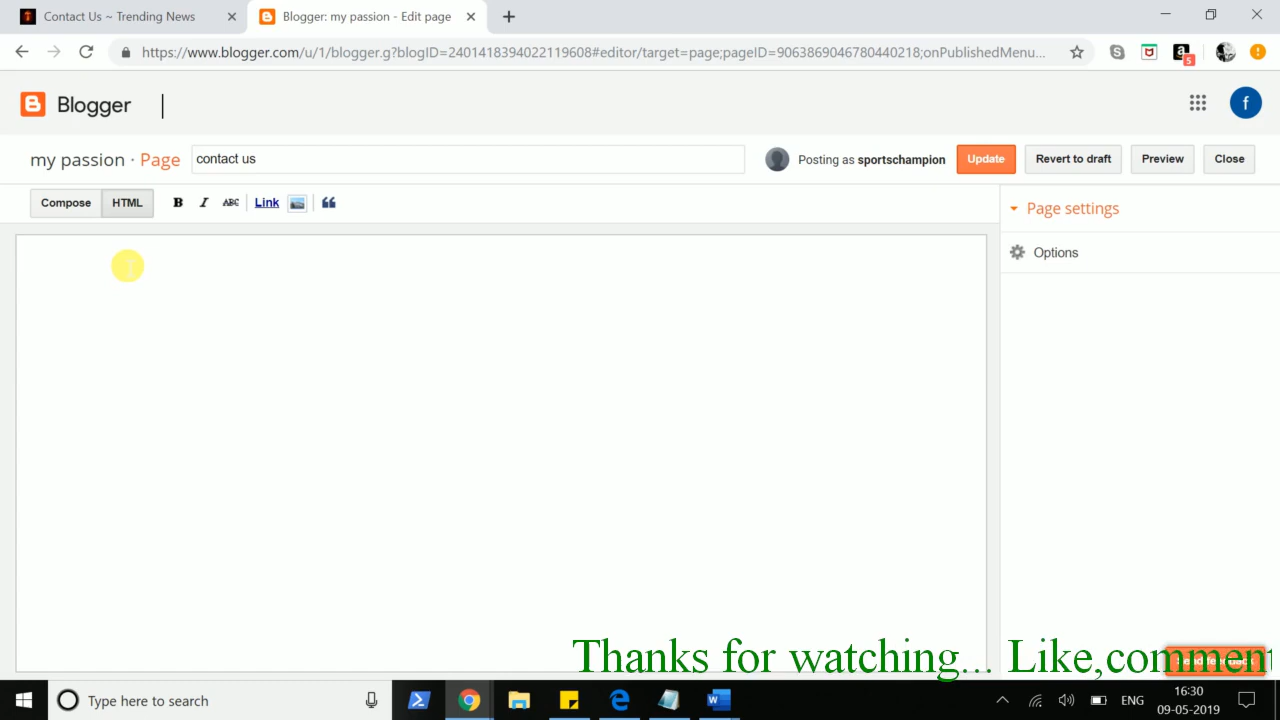 Contact Us ~ Trending News
Blogger: my passion - Edit page
https://www.blogger.com/u/1/blogger.g?blogID=2401418394022119608#editor/target=page;pageID=9063869046780440218;onPublishedMenu...
5
Blogger
f
my passion · Page
contact us
Posting as sportschampion
Update
Revert to draft
Preview
Close
Compose
HTML
B
I
ABC
Link
Page settings
Options
Thanks for watching... Like,comment
Type here to search
ENG
16:30
09-05-2019